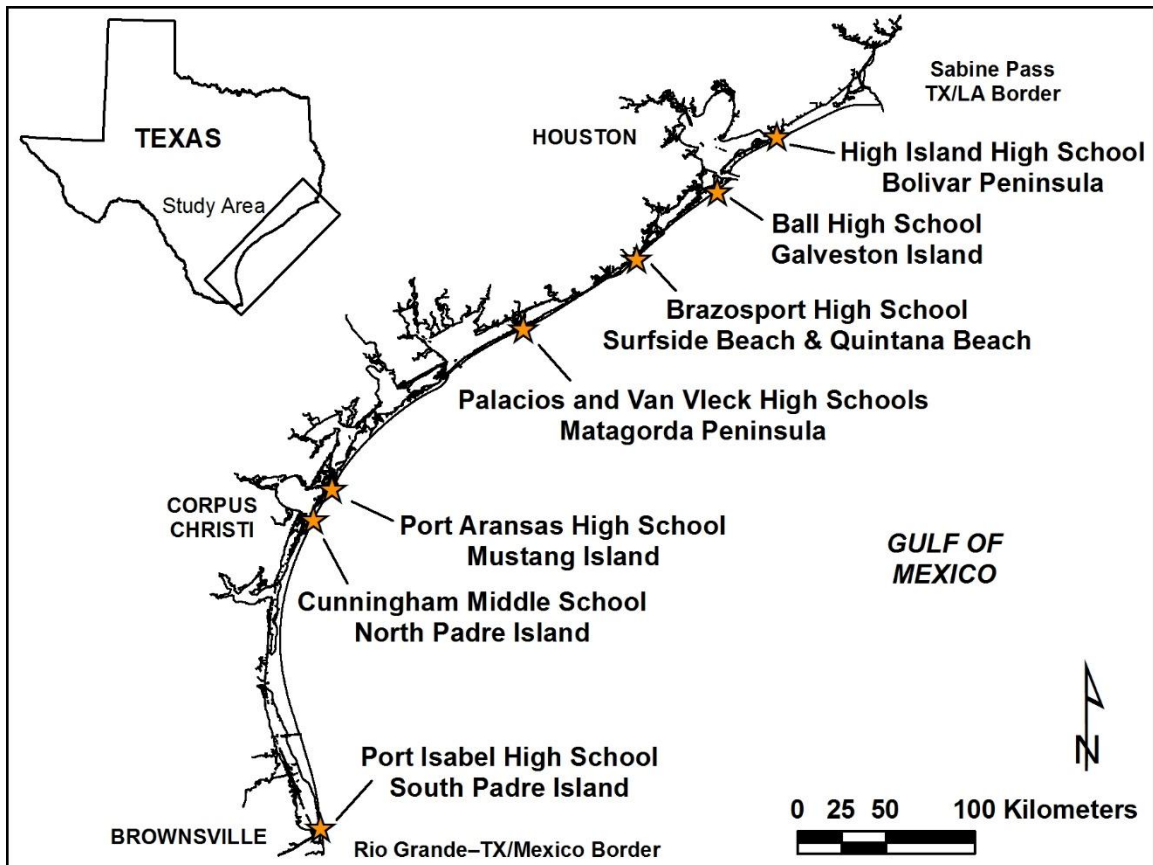 TEXAS
Study Area
Sabine Pass
TX/LA Border
HOUSTON
High Island High School
Bolivar Peninsula
Ball High School
Galveston Island
Brazosport High School
Surfside Beach & Quintana Beach
Palacios and Van Vleck High Schools
Matagorda Peninsula
CORPUS
CHRISTI
Port Aransas High School
Mustang Island
GULF OF
MEXICO
Cunningham Middle School
North Padre Island
Port Isabel High School
South Padre Island
N
BROWNSVILLE
Rio Grande–TX/Mexico Border
0 25 50 100 Kilometers